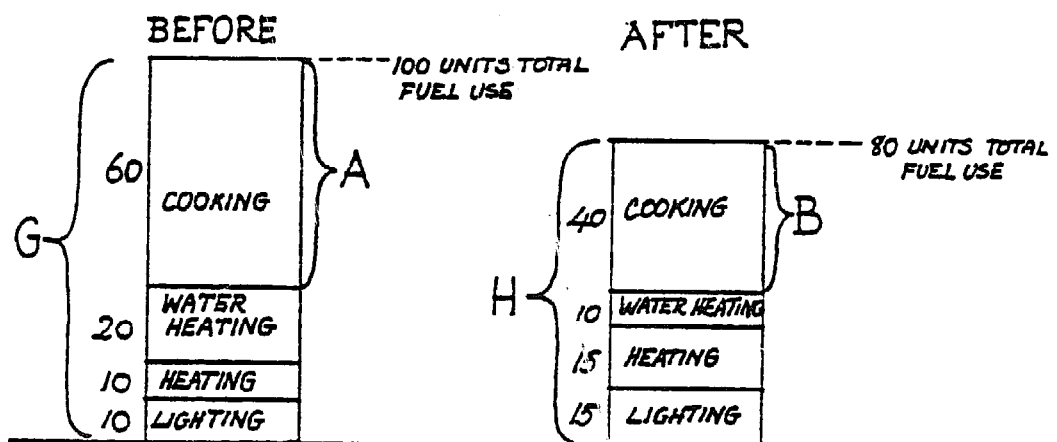 BEFORE
100 UNITS TOTAL
FUEL USE
G
60
COOKING
A
20
WATER
HEATING
10
HEATING
10
LIGHTING
AFTER
80 UNITS TOTAL
FUEL USE
H
40
COOKING
B
10
WATER HEATING
15
HEATING
15
LIGHTING